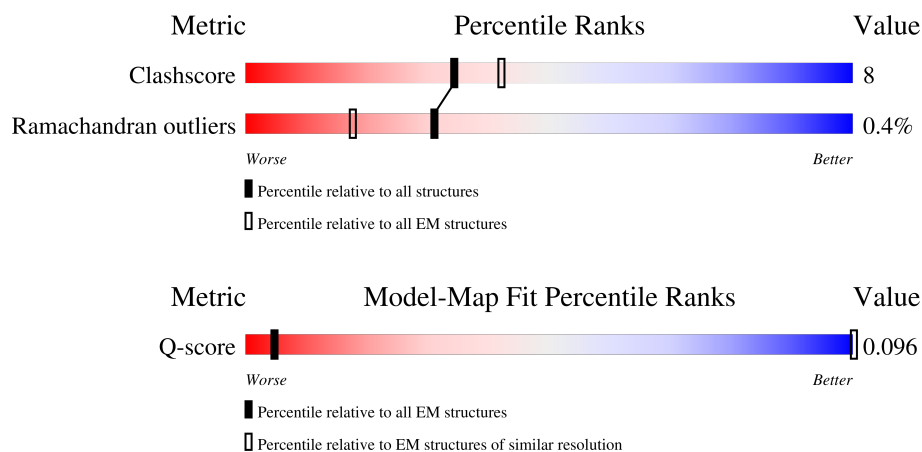 Metric Percentile Ranks Value
Clashscore 8
Ramachandran outliers 0.4%
Worse Better
Percentile relative to all structures
Percentile relative to all EM structures
Metric Model-Map Fit Percentile Ranks Value
Q-score 0.096
Worse Better
Percentile relative to all EM structures
Percentile relative to EM structures of similar resolution